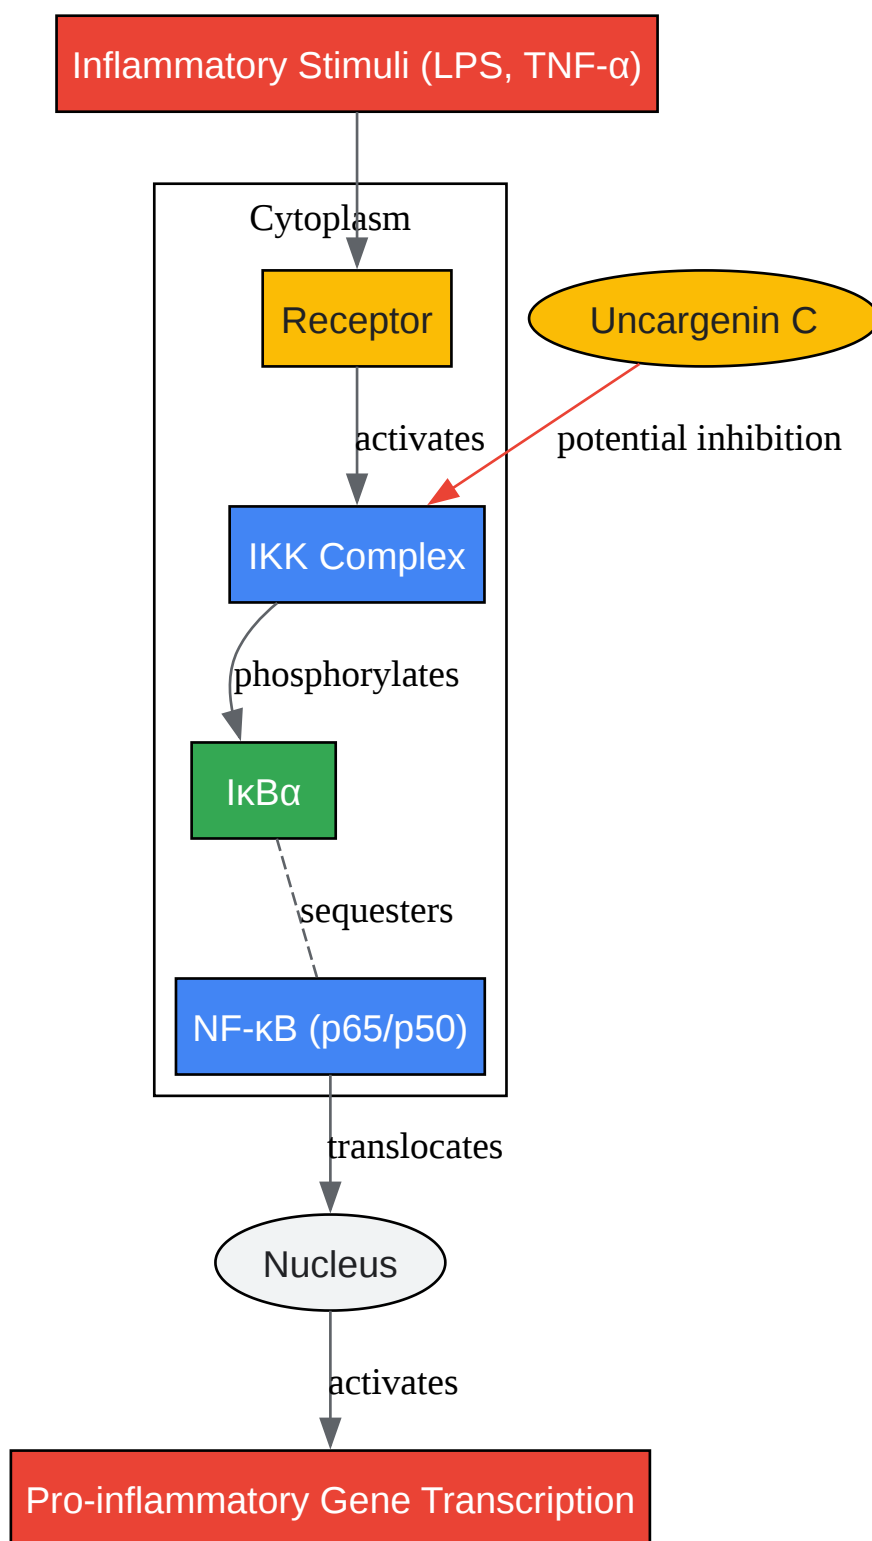 Inflammatory Stimuli (LPS, TNF-α)
Cytoplasm
Receptor
Uncargenin C
activates
potential inhibition
IKK Complex
phosphorylates
IκBα
sequesters
NF-κB (p65/p50)
translocates
Nucleus
activates
Pro-inflammatory Gene Transcription